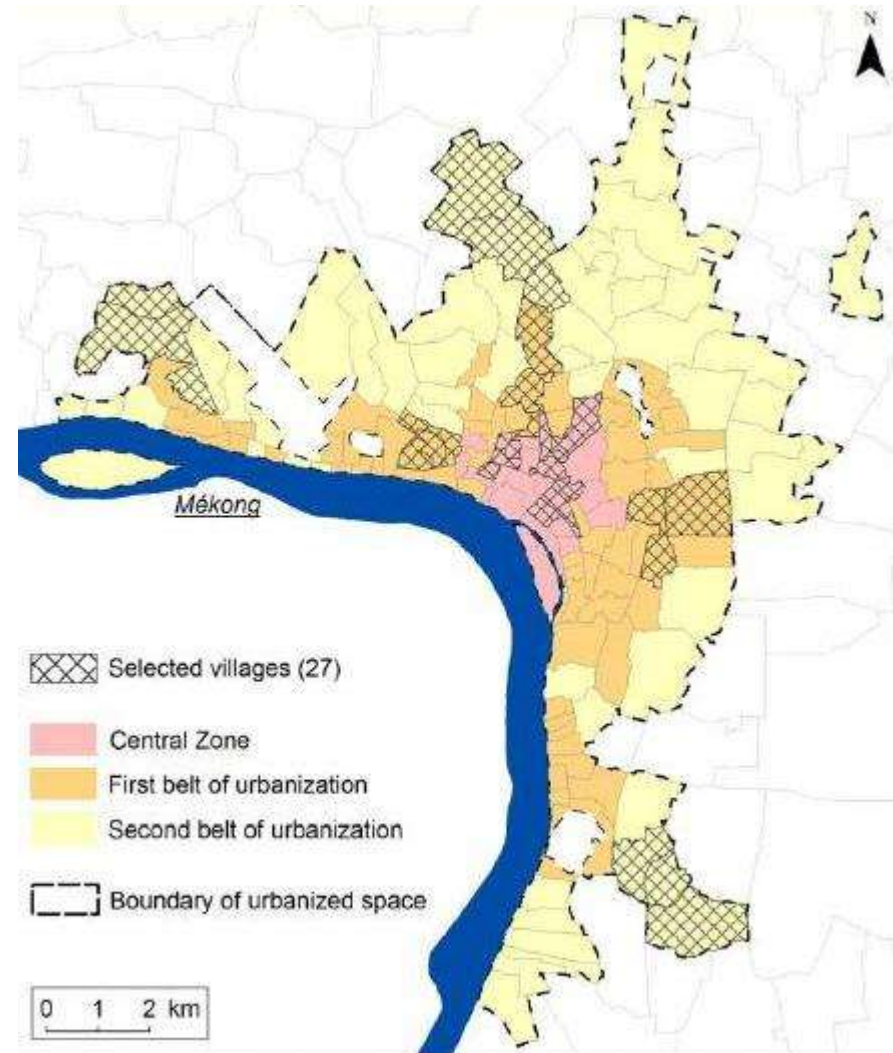 N
Mékong
Selected villages (27)
Central Zone
First belt of urbanization
Second belt of urbanization
Boundary of urbanized space
0 1 2 km